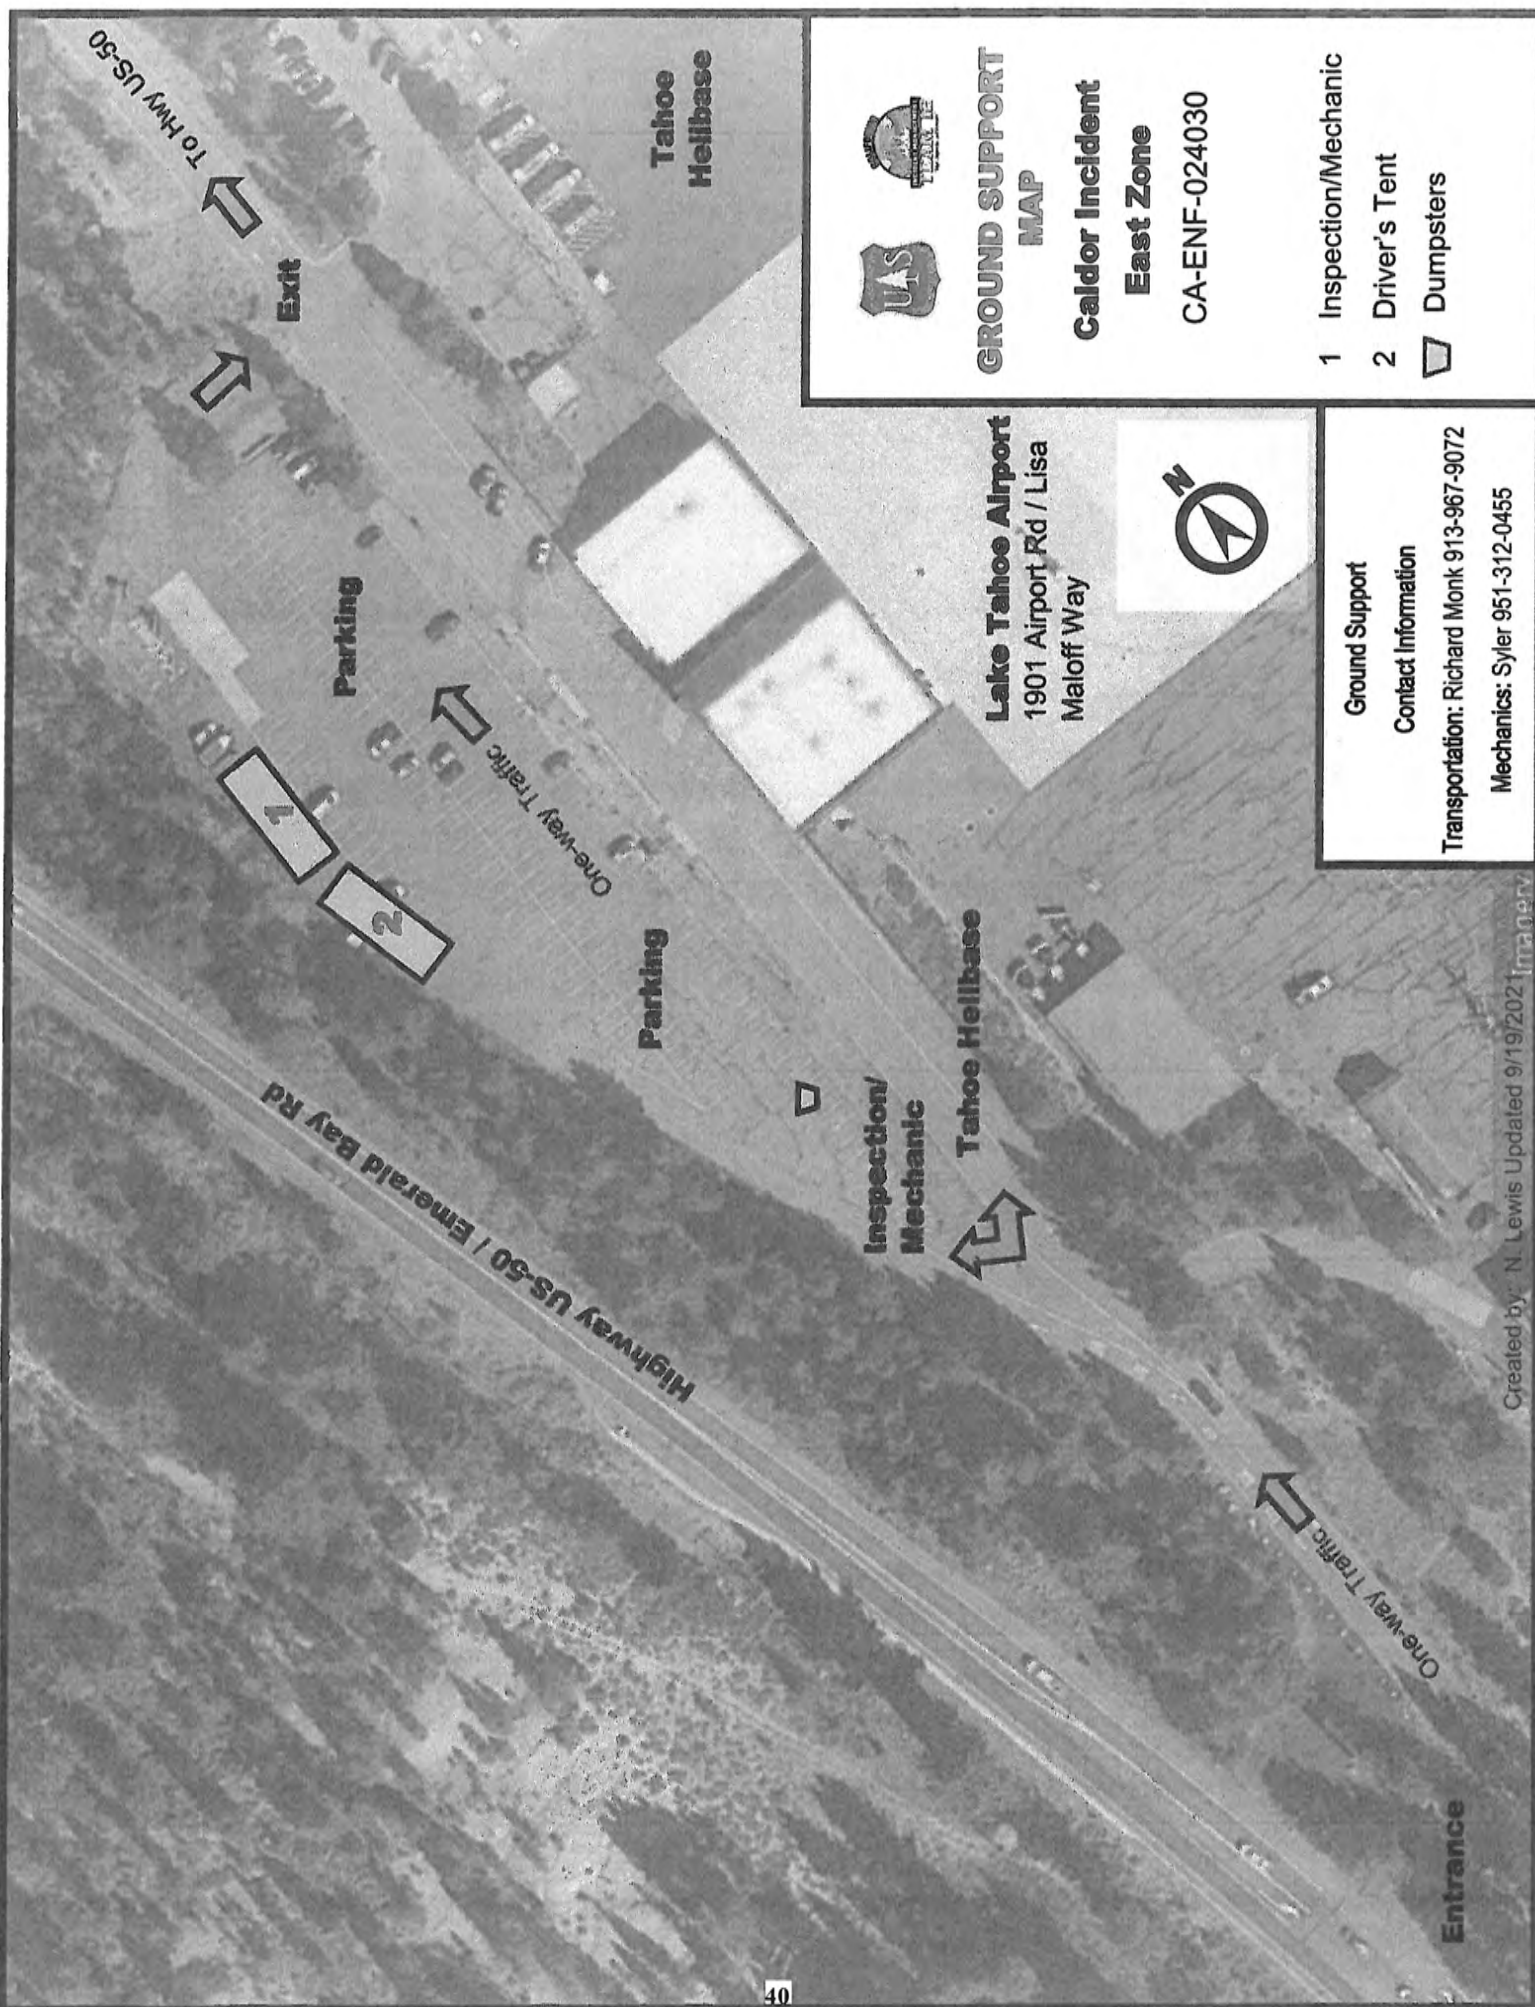 GROUND SUPPORT
MAP
Caldor Incident
East Zone
CA-ENF-024030
1 Inspection/Mechanic
2 Driver's Tent
Dumpsters
Ground Support
Contact Information
Transportation: Richard Monk 913-967-9072
Mechanics: Syler 951-312-0455
Lake Tahoe Airport
1901 Airport Rd / Lisa
Maloff Way
N
Tahoe
Helibase
To Hwy US-50
Exit
Parking
1
2
One-way Traffic
Parking
Inspection/
Mechanic
Tahoe Helibase
Highway US-50 / Emerald Bay Rd
One-way Traffic
Entrance
Created by: N. Lewis Updated 9/19/2021
Imagery
U S
40